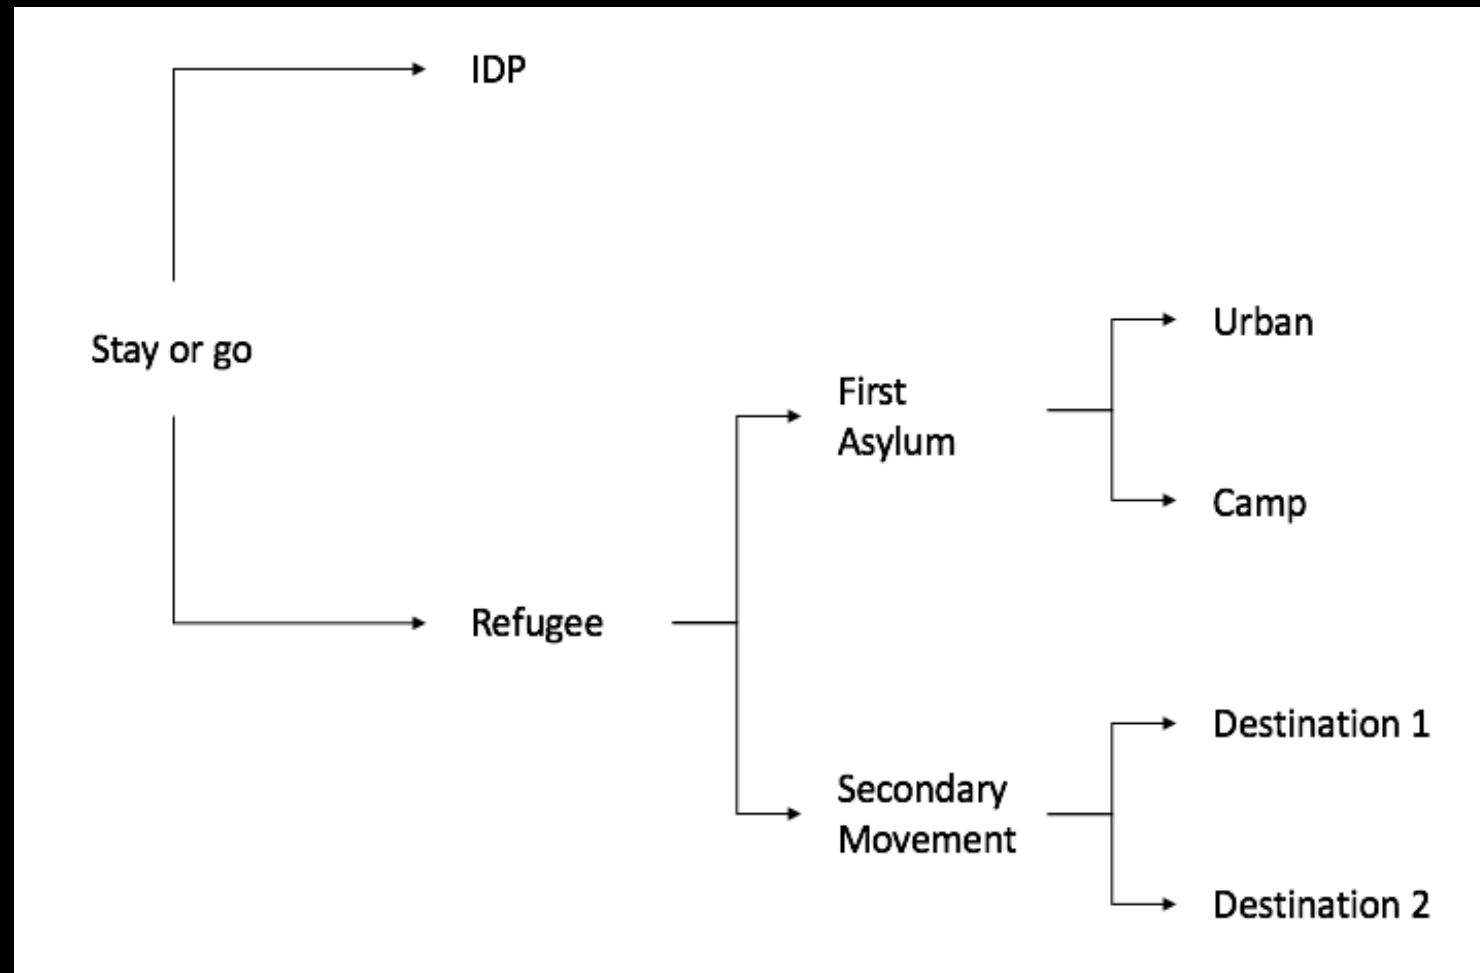 IDP
Stay or go
Refugee
First
Asylum
Secondary
Movement
Urban
Camp
Destination 1
Destination 2